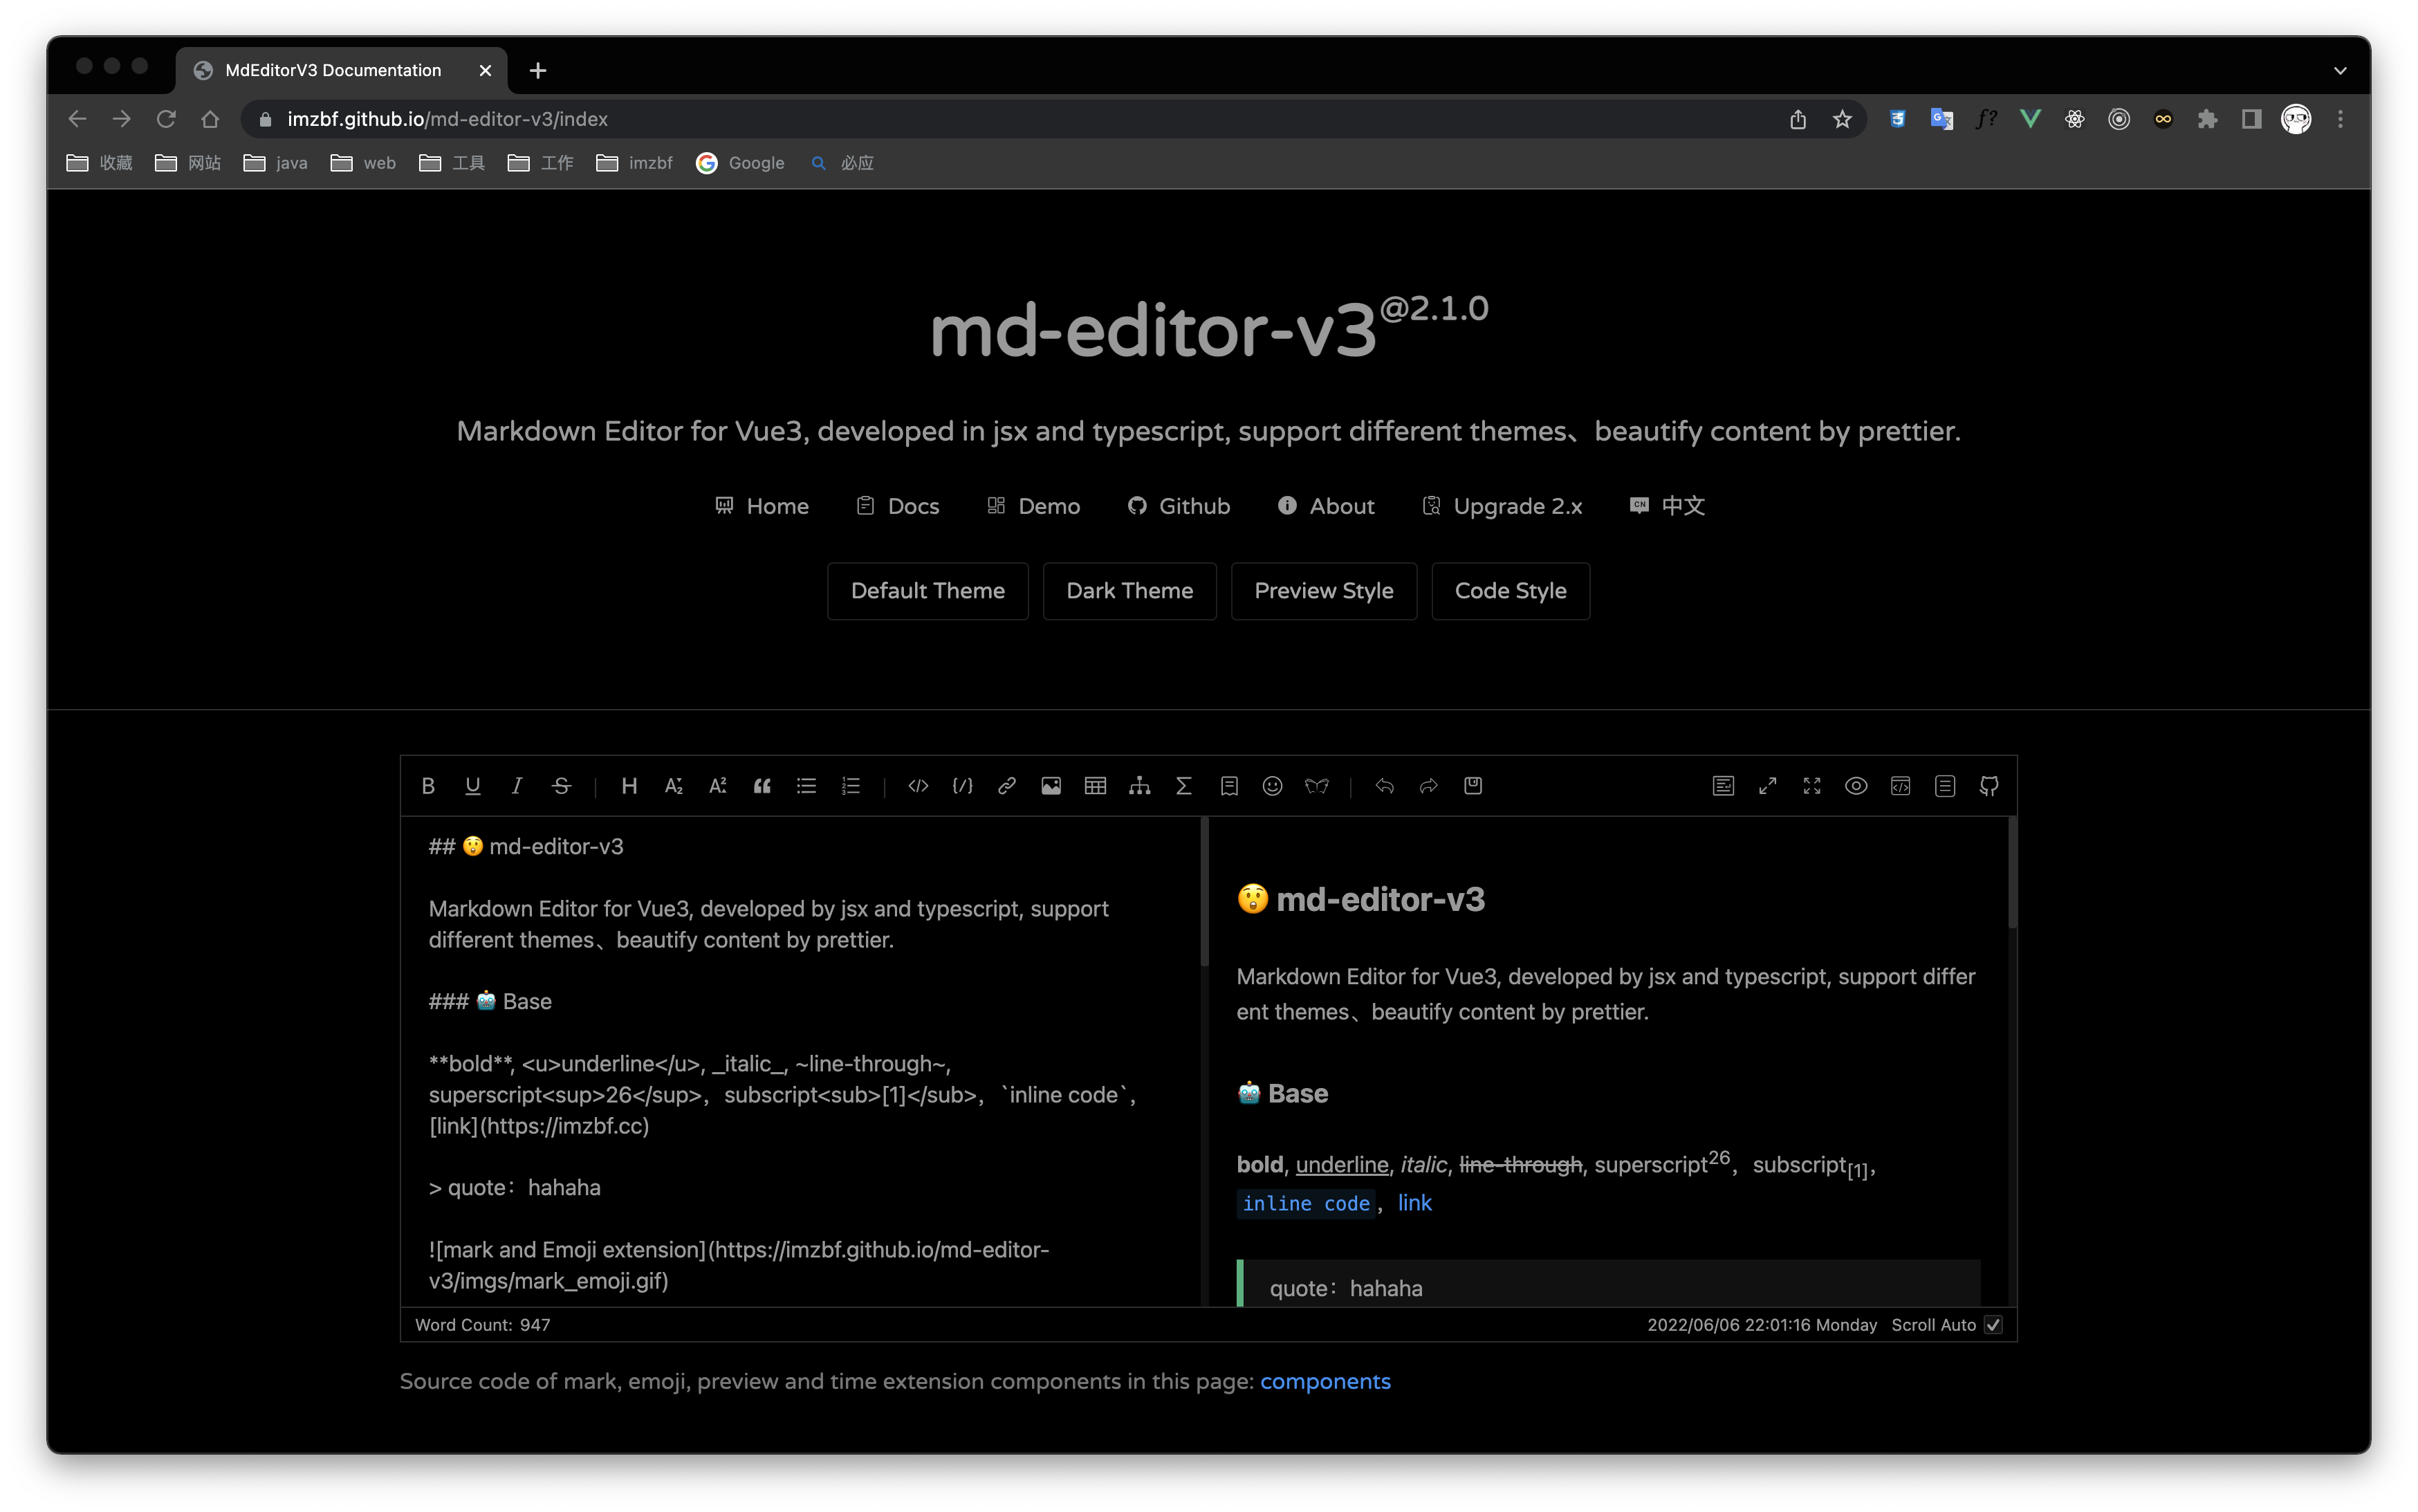 MdEditorV3 Documentation
imzbf.github.io/md-editor-v3/index
收藏 网站 java web 工具 工作 imzbf Google 必应
md-editor-v3@2.1.0
Markdown Editor for Vue3, developed in jsx and typescript, support different themes、beautify content by prettier.
Home Docs Demo Github About Upgrade 2.x 中文
Default Theme Dark Theme Preview Style Code Style
## 😲 md-editor-v3
Markdown Editor for Vue3, developed by jsx and typescript, support
different themes、beautify content by prettier.
### 🤖 Base
**bold**, <u>underline</u>, _italic_, ~line-through~,
superscript<sup>26</sup>，subscript<sub>[1]</sub>，`inline code`,
[link](https://imzbf.cc)
> quote：hahaha
![mark and Emoji extension](https://imzbf.github.io/md-editor-
v3/imgs/mark_emoji.gif)
😲 md-editor-v3
Markdown Editor for Vue3, developed by jsx and typescript, support differ
ent themes、beautify content by prettier.
🤖 Base
bold, underline, italic, line-through, superscript26，subscript[1]，
inline code，link
quote：hahaha
Word Count: 947
2022/06/06 22:01:16 Monday Scroll Auto
Source code of mark, emoji, preview and time extension components in this page: components